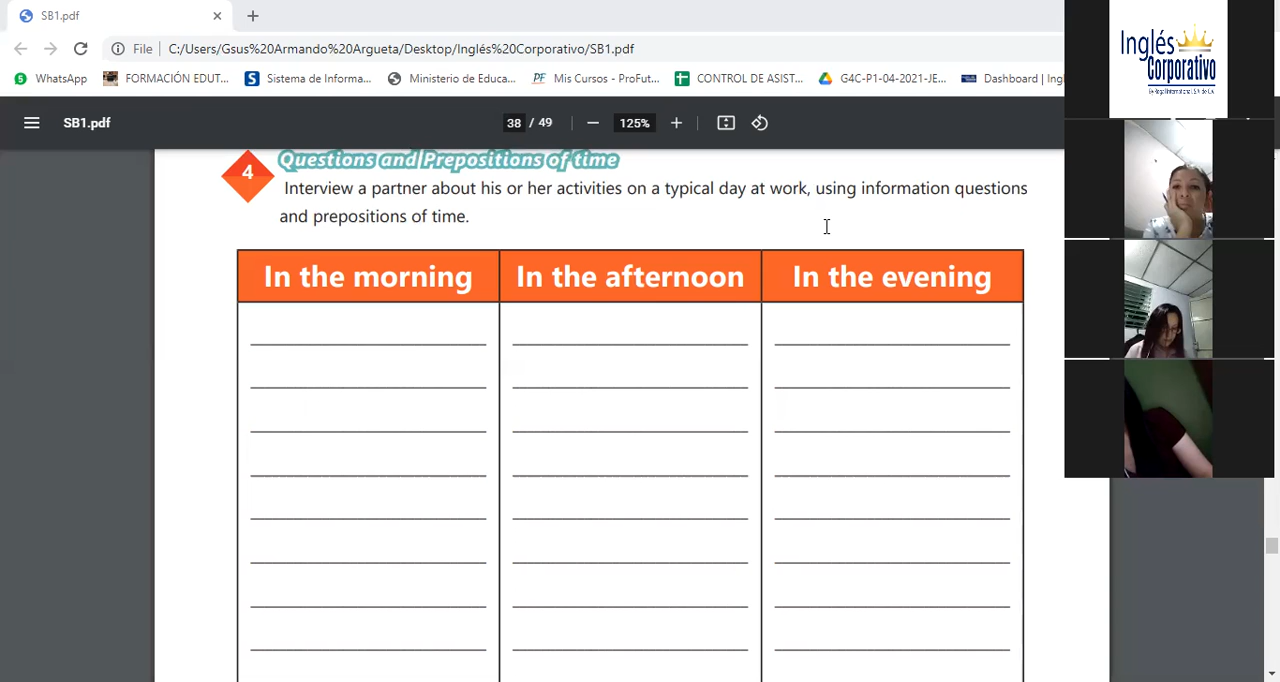 SB1.pdf
File
C:/Users/Gsus%20Armando%20Argueta/Desktop/Inglés%20Corporativo/SB1.pdf
WhatsApp
FORMACIÓN EDUT...
Sistema de Informa...
Ministerio de Educa...
PF
Mis Cursos - ProFut...
CONTROL DE ASIST...
G4C-P1-04-2021-JE...
Dashboard | Ingl
SB1.pdf
38 / 49
125%
Inglés
Corporativo
4
Questions and Prepositions of time
Interview a partner about his or her activities on a typical day at work, using information questions
and prepositions of time.
In the morning
In the afternoon
In the evening